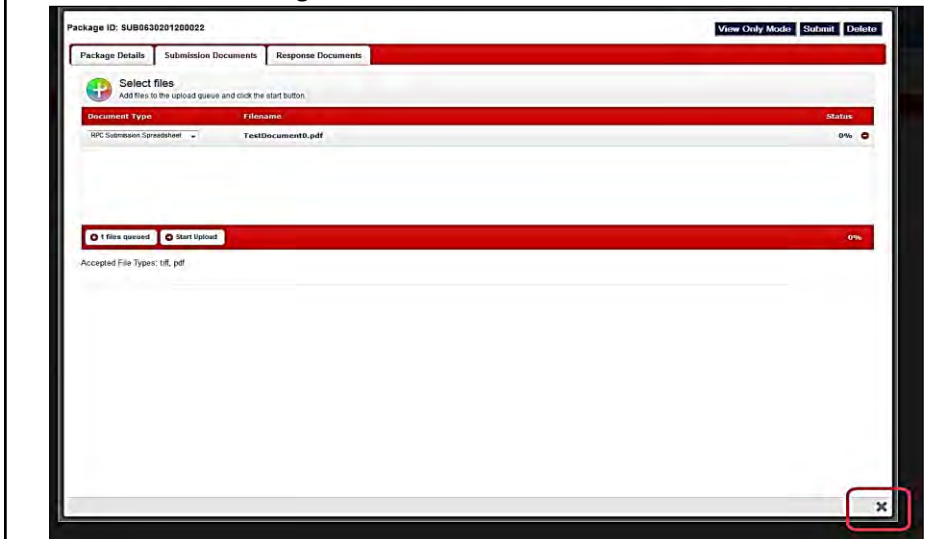 Package ID: SUB0630201200022
View Only Mode Submit Delete
Package Details Submission Documents Response Documents
Select files
Add files to the upload queue and click the start button.
Document Type Filename Status
RPC Submission Spreadsheet TestDocument0.pdf 0%
1 files queued Start Upload 0%
Accepted File Types: tiff, pdf